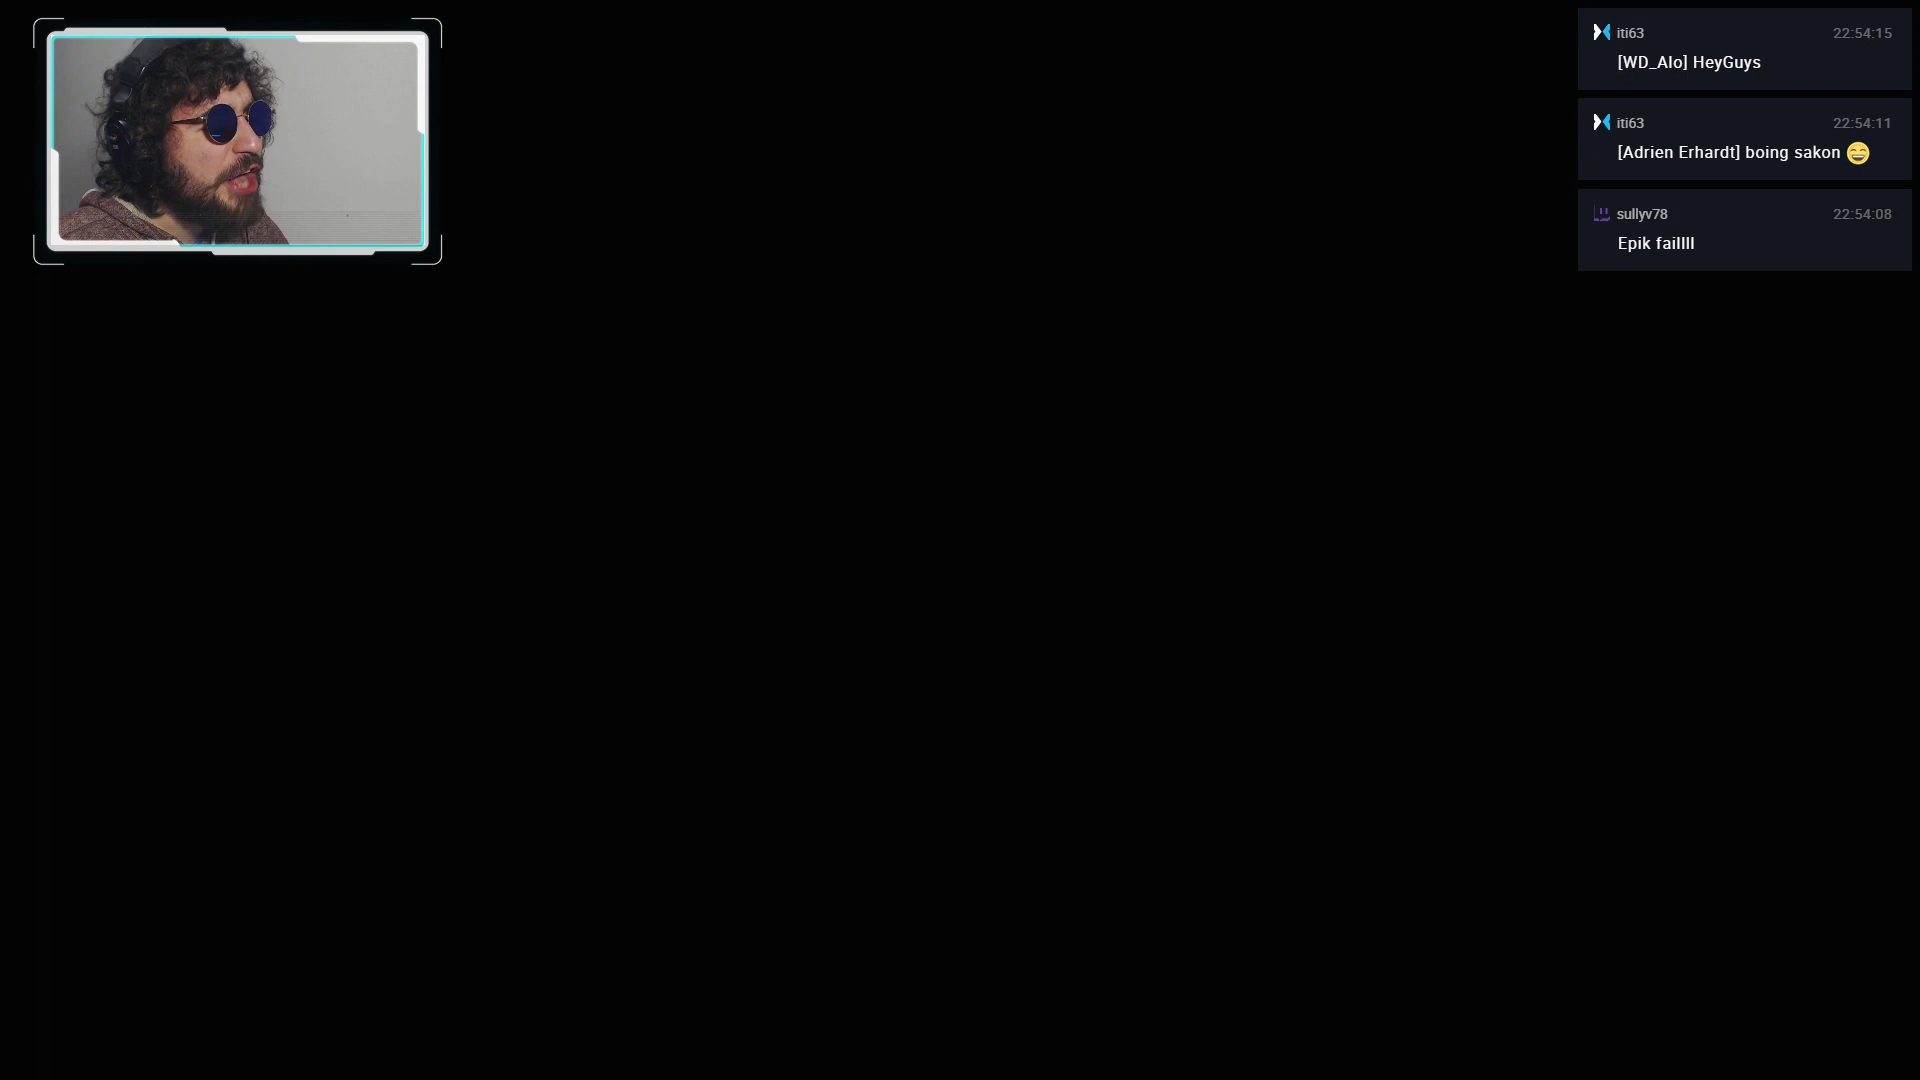 iti63 22:54:15
[WD_Alo] HeyGuys
iti63 22:54:11
[Adrien Erhardt] boing sakon 😄
sullyv78 22:54:08
Epik faillll